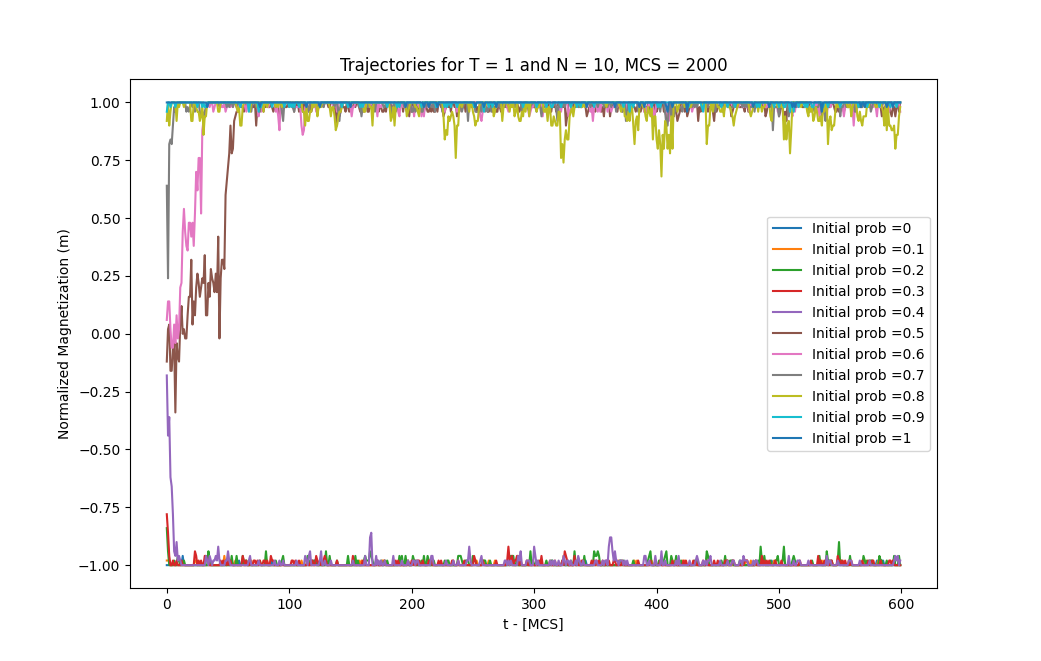 Trajectories for T = 1 and N = 10, MCS = 2000
Normalized Magnetization (m)
1.00
0.75
0.50
0.25
0.00
−0.25
−0.50
−0.75
−1.00
Initial prob =0
Initial prob =0.1
Initial prob =0.2
Initial prob =0.3
Initial prob =0.4
Initial prob =0.5
Initial prob =0.6
Initial prob =0.7
Initial prob =0.8
Initial prob =0.9
Initial prob =1
0 100 200 300 400 500 600
t - [MCS]